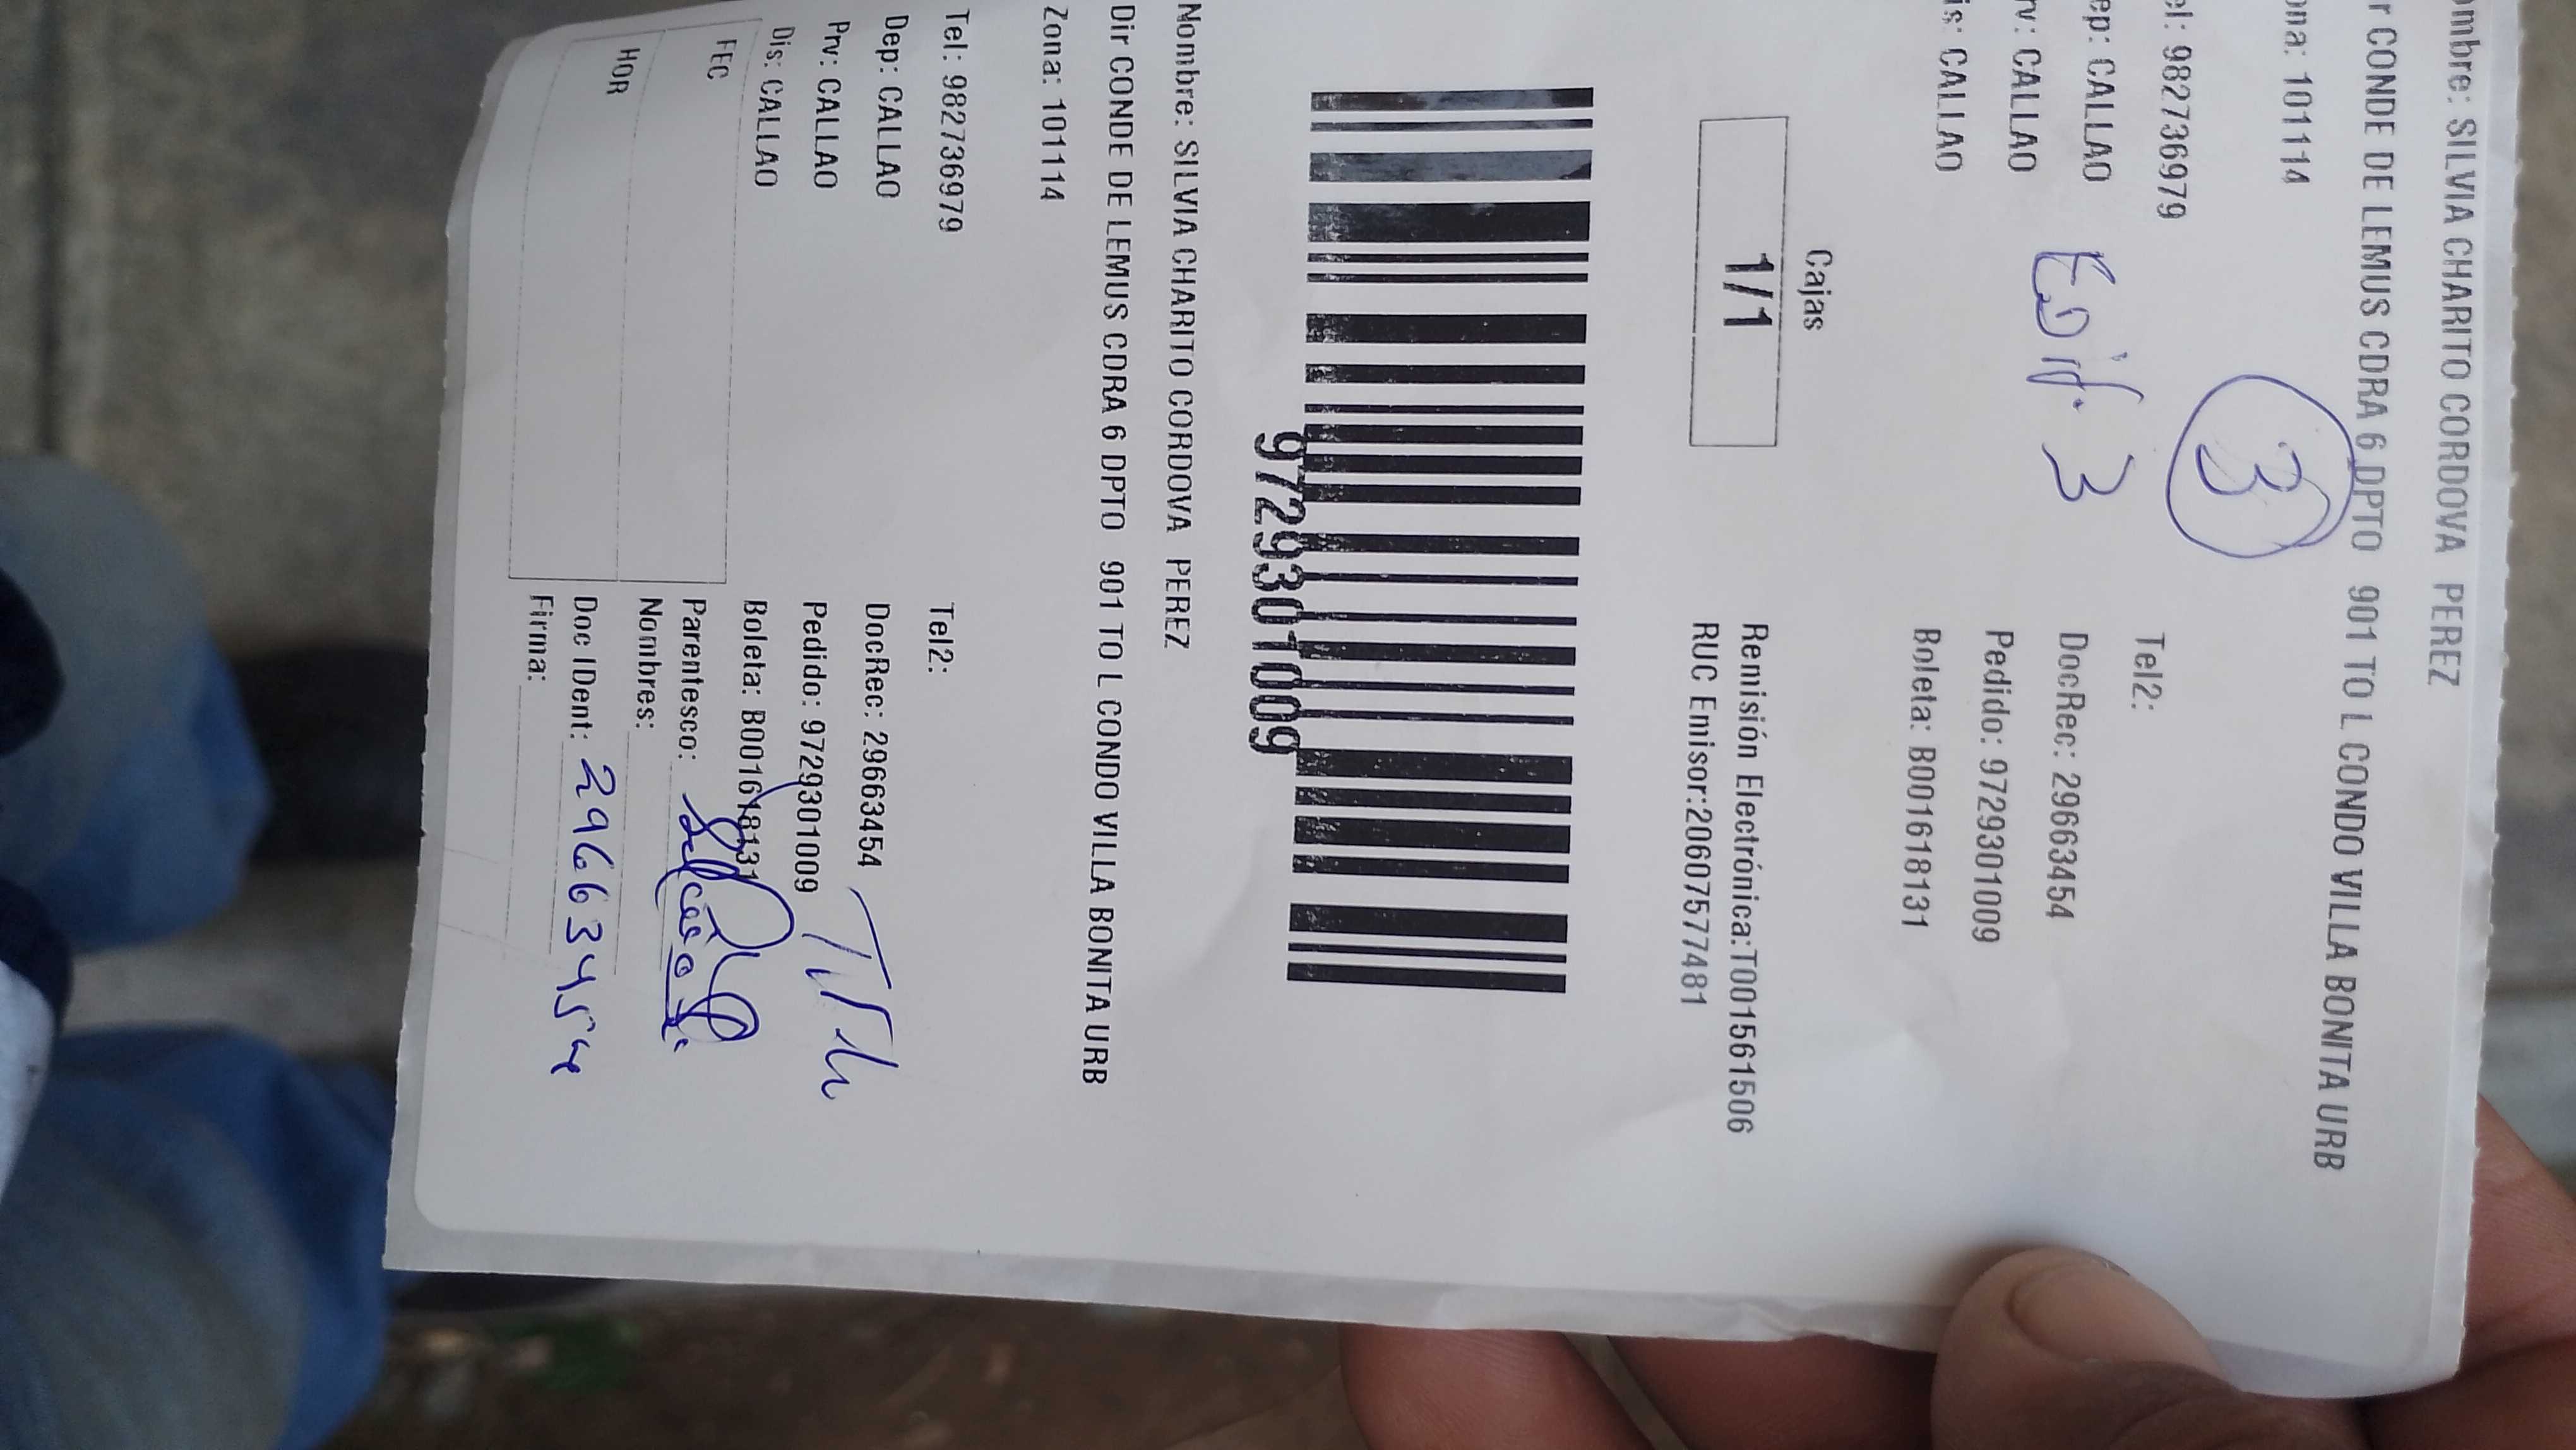 ombre: SILVIA CHARITO CORDOVA PEREZ
r CONDE DE LEMUS CDRA 6 DPTO 901 TO L CONDO VILLA BONITA URB
ona: 101114
3
el: 982736979 Tel2:
ep: CALLAO DocRec: 29663454
Edif. 3
rv: CALLAO Pedido: 9729301009
is: CALLAO Boleta: B001618131
Cajas
1/1
Remisión Electrónica:T001561506
RUC Emisor:20607577481
9729301009
Nombre: SILVIA CHARITO CORDOVA PEREZ
Dir CONDE DE LEMUS CDRA 6 DPTO 901 TO L CONDO VILLA BONITA URB
Zona: 101114
Tel: 982736979 Tel2:
Dep: CALLAO DocRec: 29663454
Prv: CALLAO Pedido: 9729301009
Dis: CALLAO Boleta: B001618131
FEC Parentesco:
HOR Nombres:
Doc IDent: 29663454
Firma: